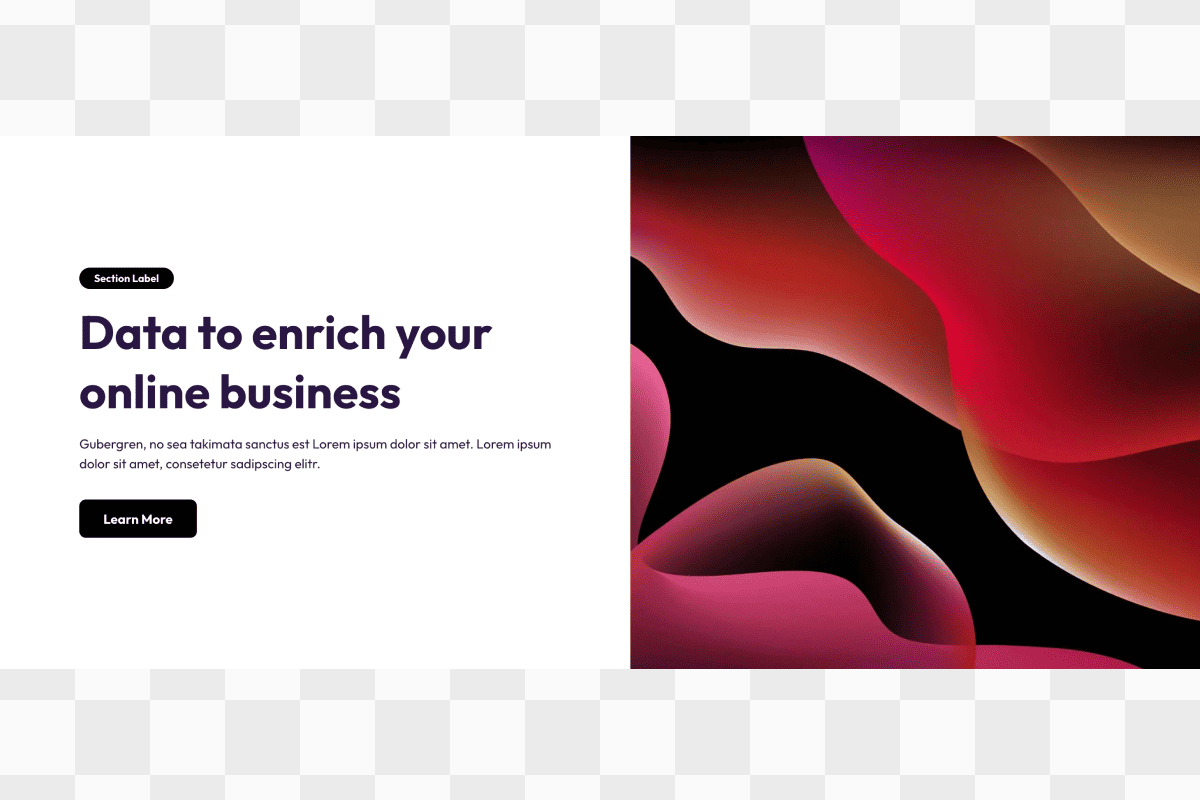 Section Label
Data to enrich your
online business
Gubergren, no sea takimata sanctus est Lorem ipsum dolor sit amet. Lorem ipsum
dolor sit amet, consetetur sadipscing elitr.
Learn More